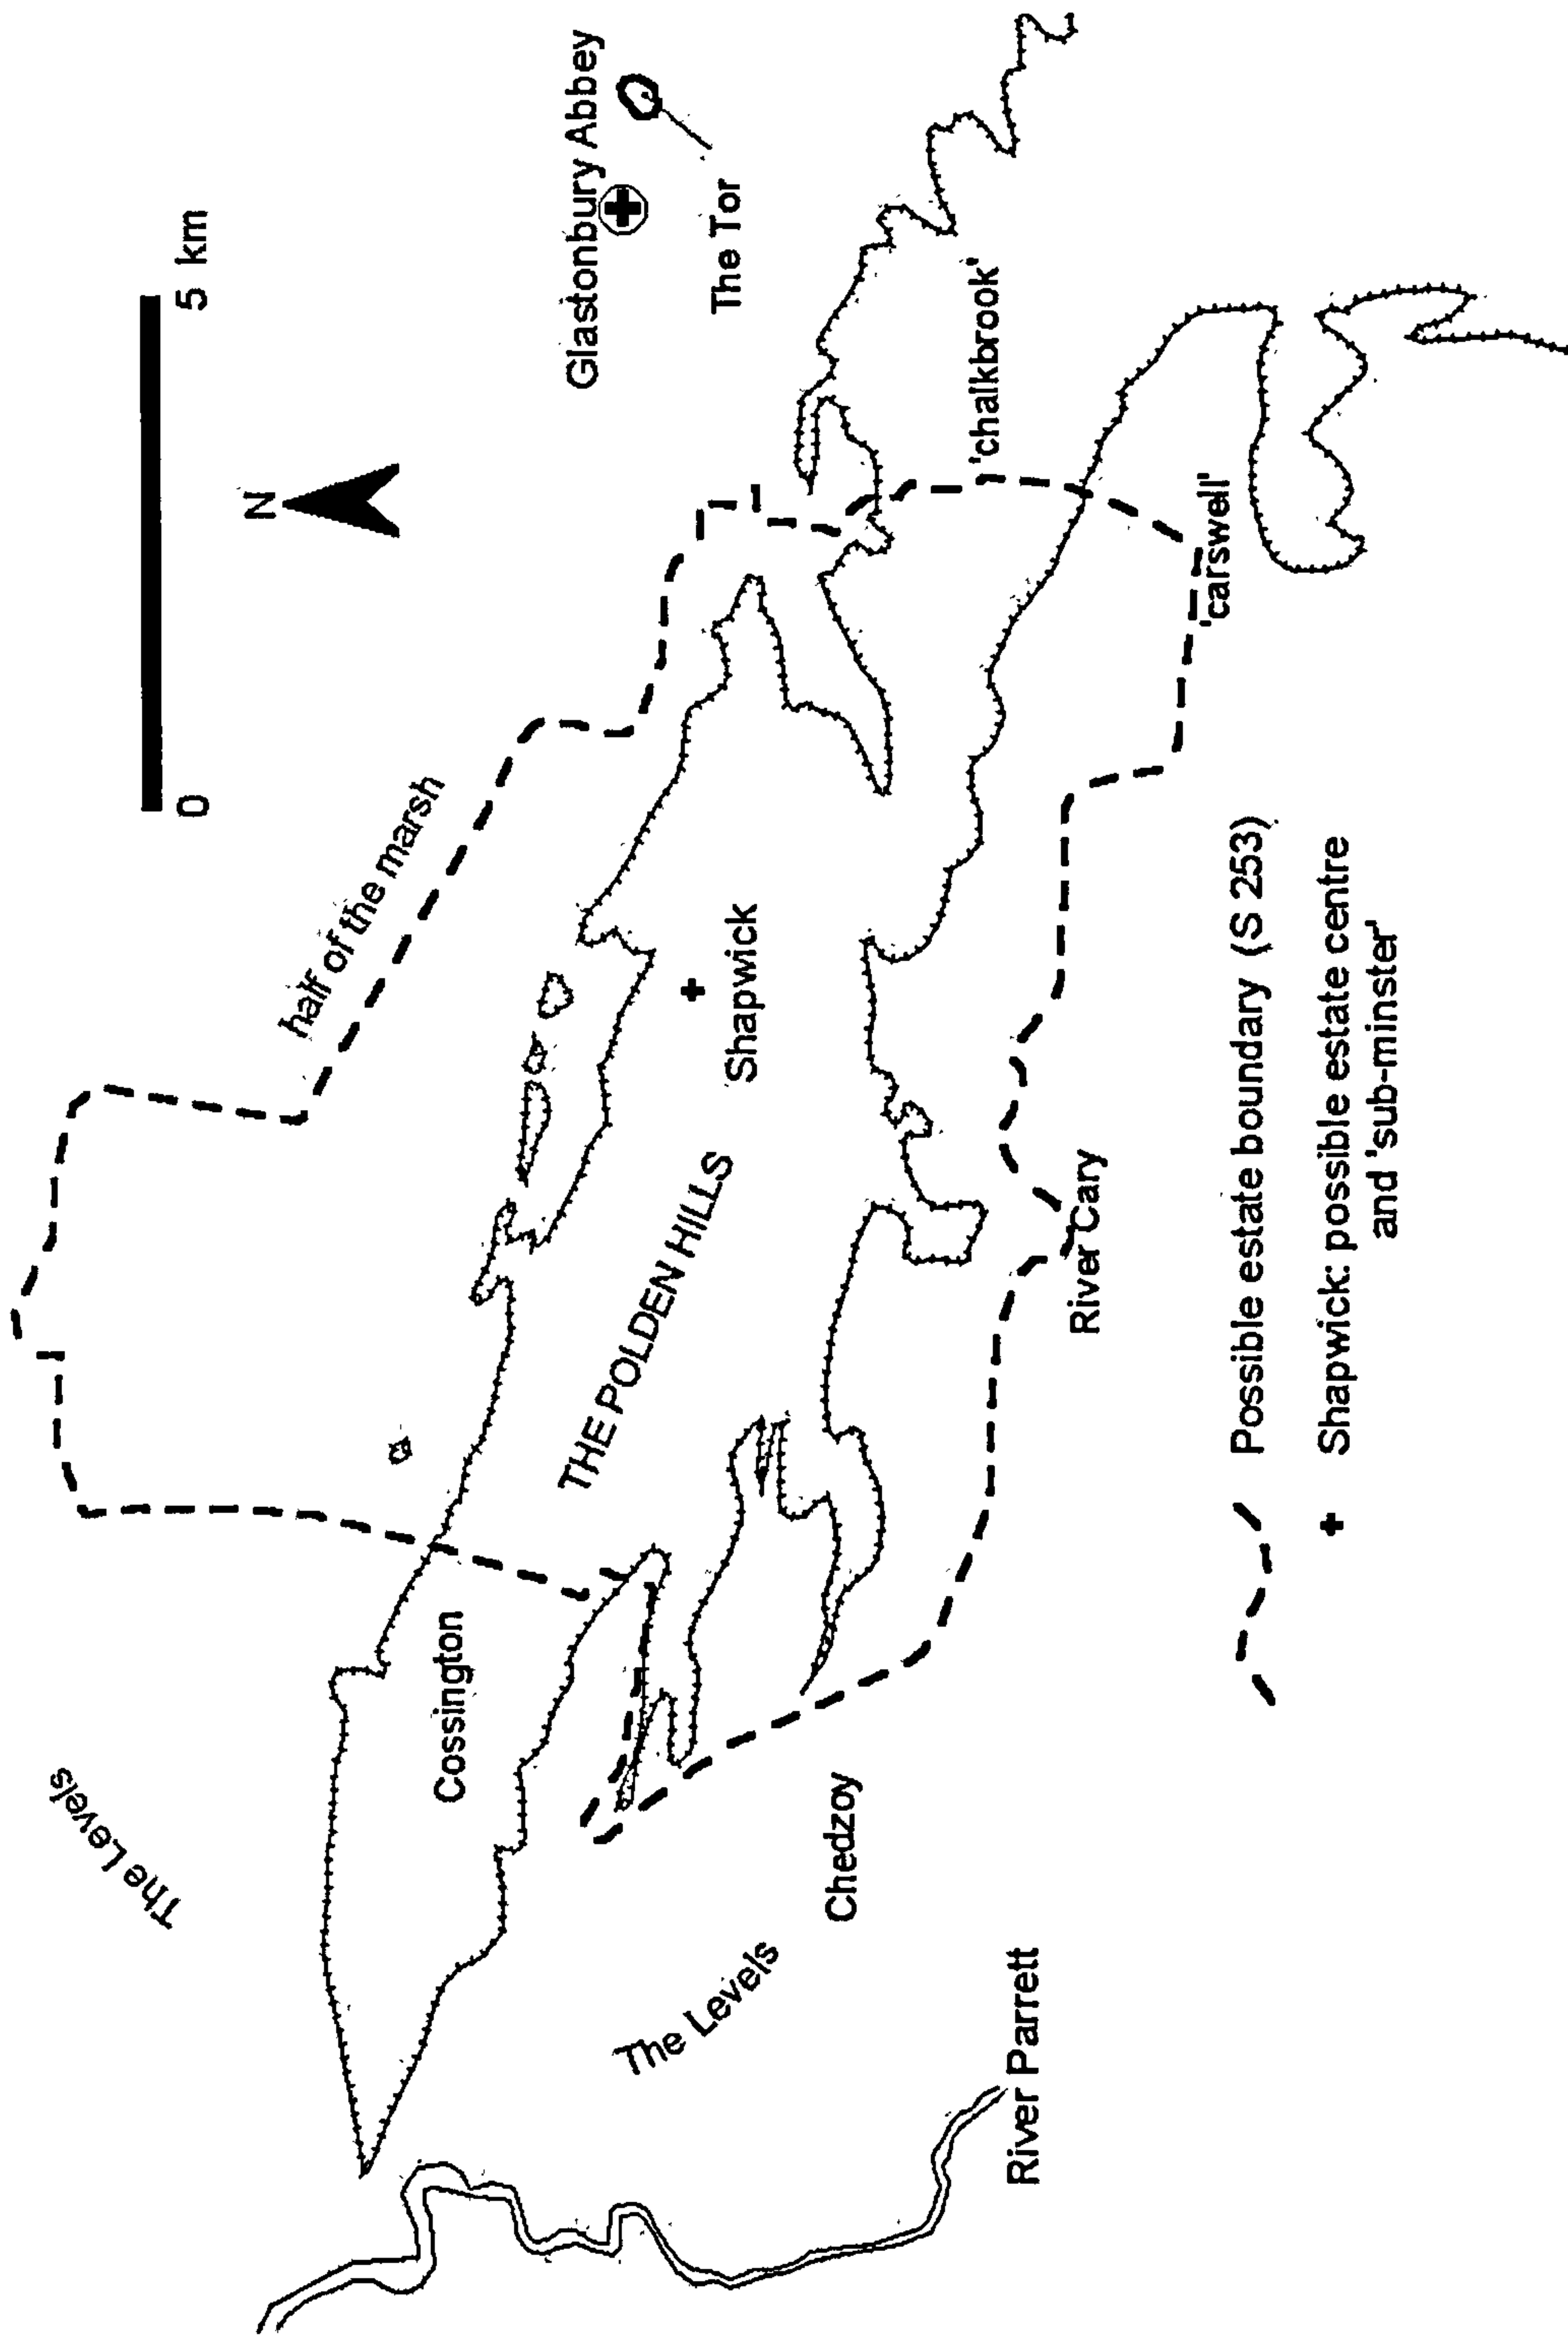 The Levels
half of the marsh
N
0
5 km
Glastonbury Abbey
The Tor
Cossington
THE POLDEN HILLS
Shapwick
The Levels
Chedzoy
'chalkbrook'
River Parrett
River Cary
'carswell'
Possible estate boundary (S 253)
Shapwick: possible estate centre
and 'sub-minster'